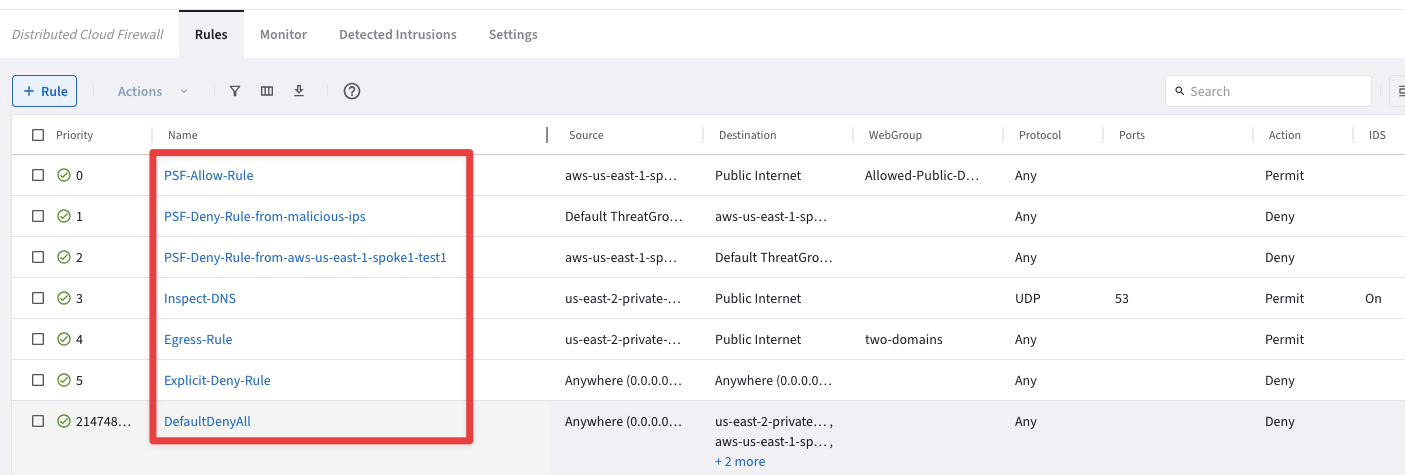 Distributed Cloud Firewall Rules Monitor Detected Intrusions Settings
+ Rule Actions Search
Priority Name Source Destination WebGroup Protocol Ports Action IDS
0 PSF-Allow-Rule aws-us-east-1-sp... Public Internet Allowed-Public-D... Any Permit
1 PSF-Deny-Rule-from-malicious-ips Default ThreatGro... aws-us-east-1-sp... Any Deny
2 PSF-Deny-Rule-from-aws-us-east-1-spoke1-test1 aws-us-east-1-sp... Default ThreatGro... Any Deny
3 Inspect-DNS us-east-2-private-... Public Internet UDP 53 Permit On
4 Egress-Rule us-east-2-private-... Public Internet two-domains Any Permit
5 Explicit-Deny-Rule Anywhere (0.0.0.0... Anywhere (0.0.0.0... Any Deny
214748... DefaultDenyAll Anywhere (0.0.0.0... us-east-2-private... , Any Deny
aws-us-east-1-sp... ,
+ 2 more